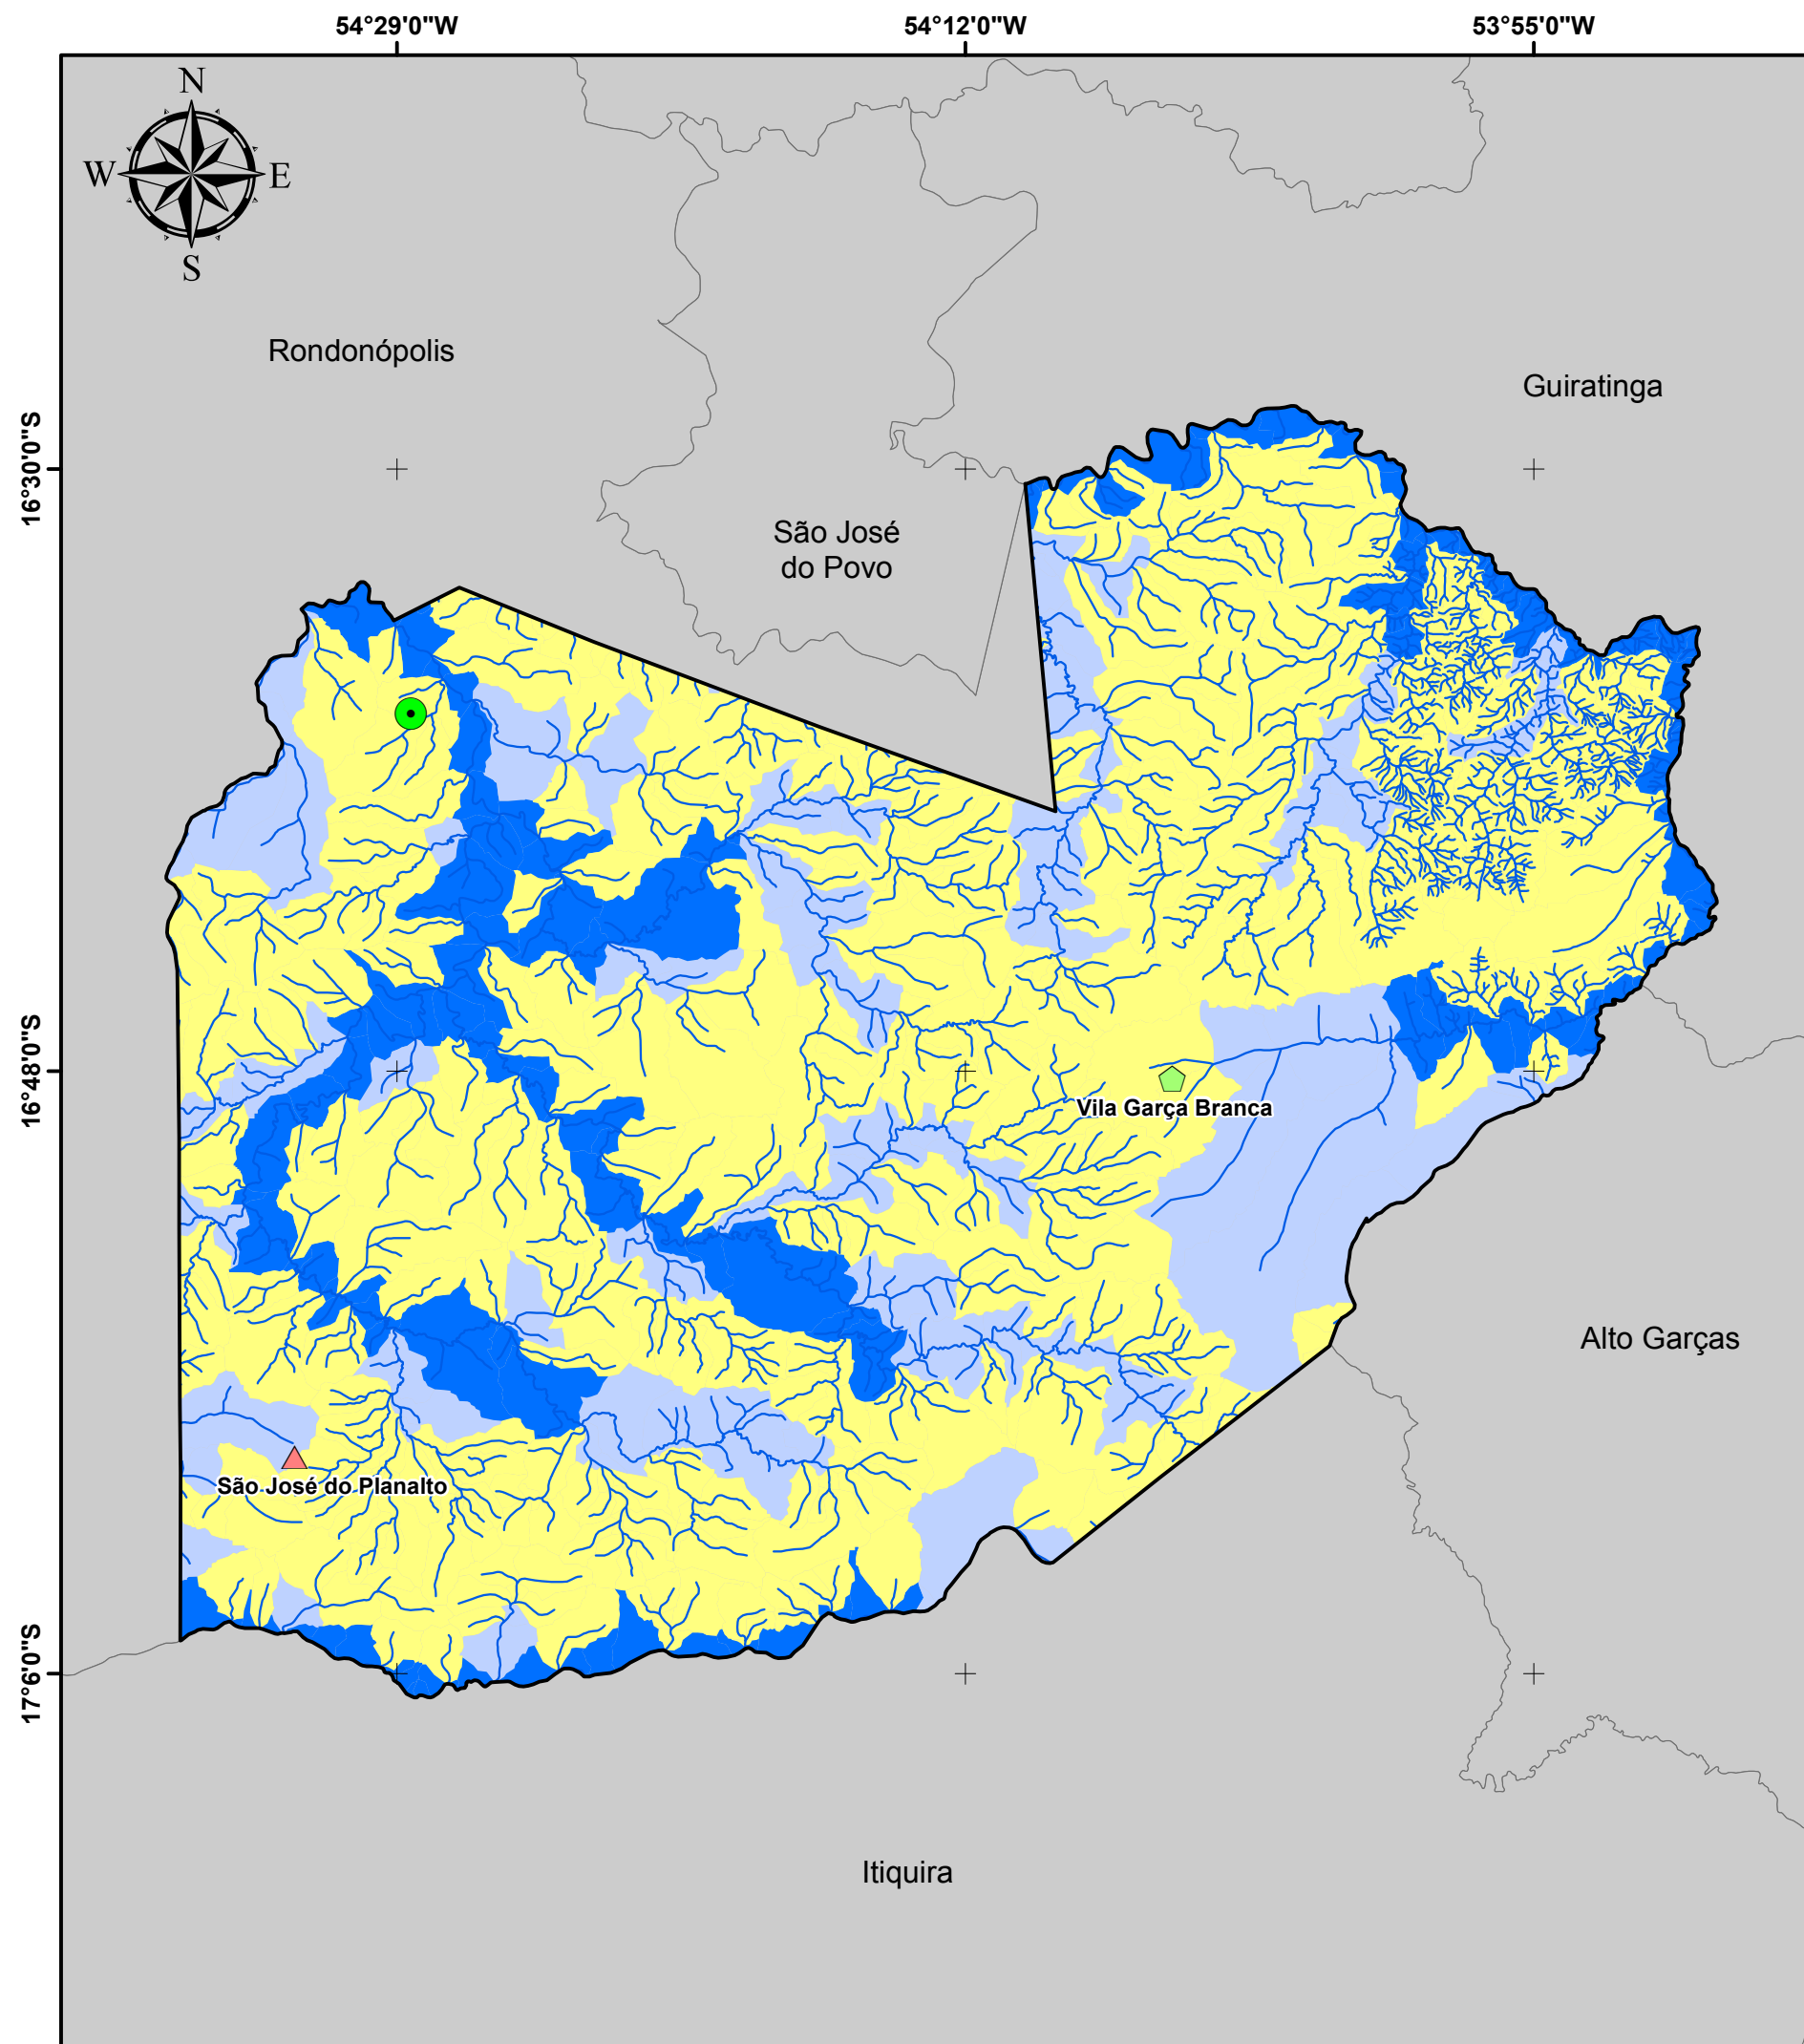 54°29'0"W
54°12'0"W
53°55'0"W
N
W
E
S
Rondonópolis
Guiratinga
16°30'0"S
São José
do Povo
16°48'0"S
Vila Garça Branca
Alto Garças
São José do Planalto
17°6'0"S
Itiquira